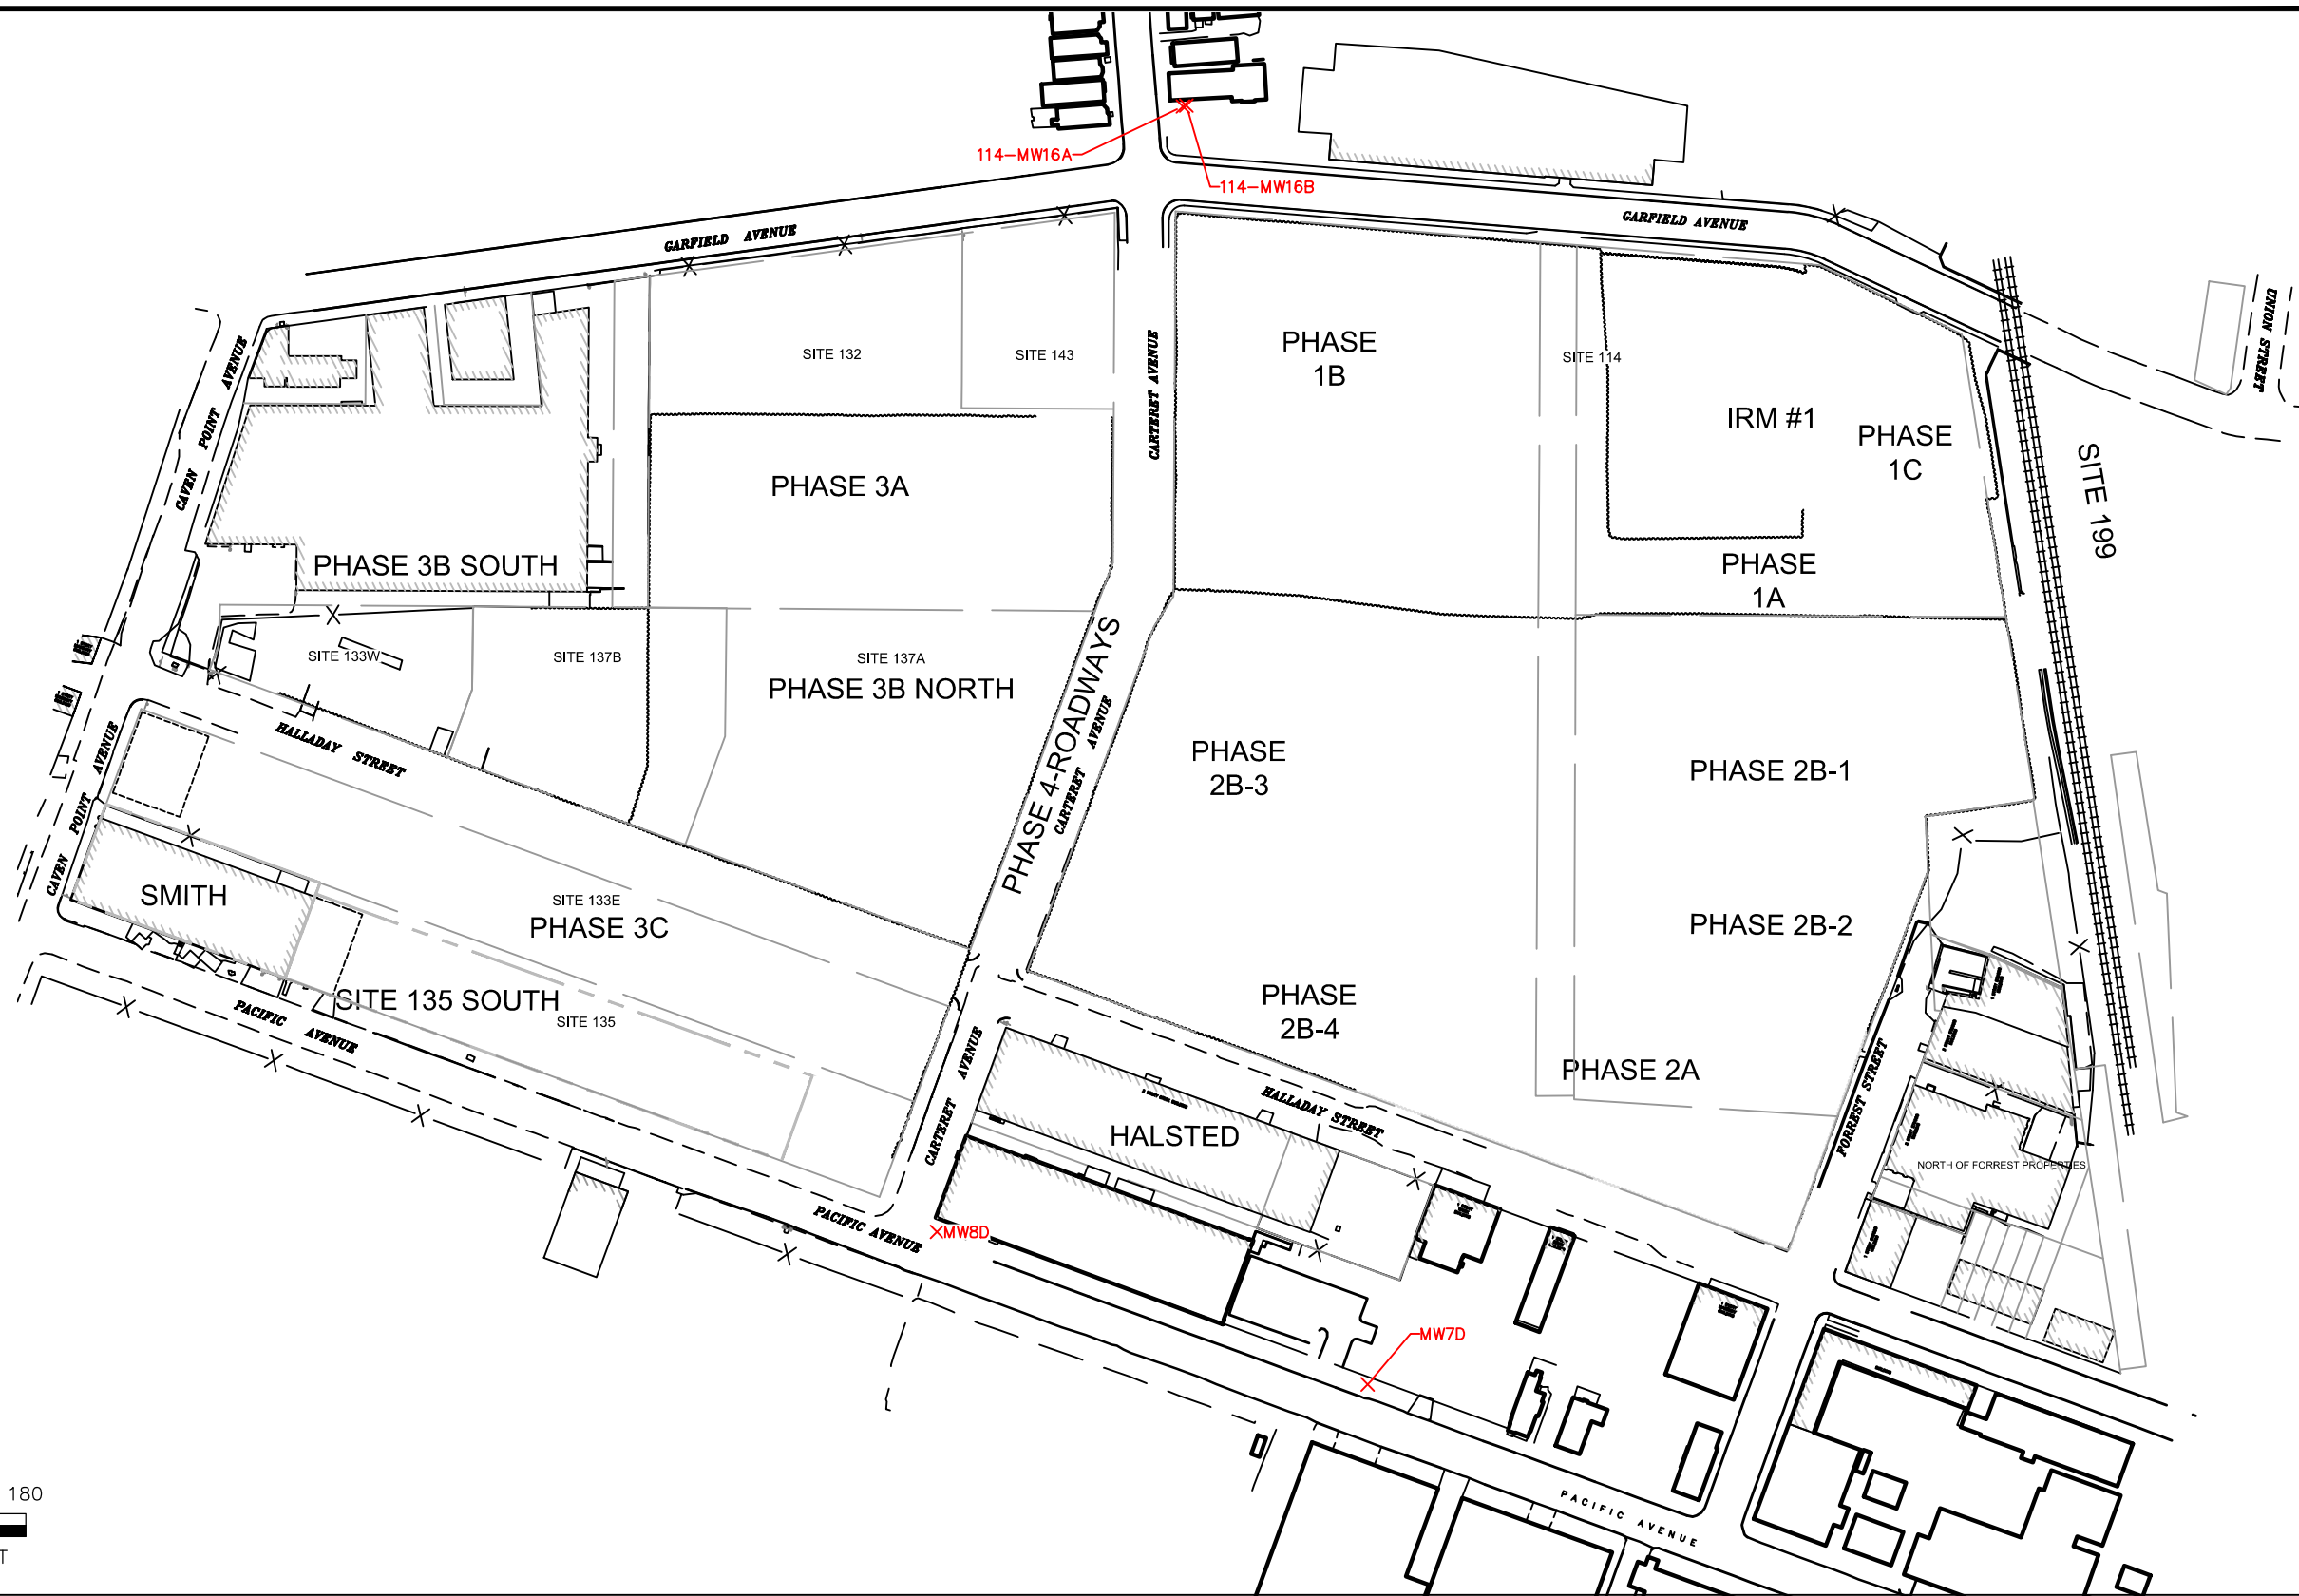 114-MW16A
114-MW16B
GARFIELD AVENUE
GARFIELD AVENUE
UNION STREET
CAVEN POINT AVENUE
SITE 132
SITE 143
CARTERET AVENUE
PHASE
1B
SITE 114
IRM #1
PHASE
1C
SITE 199
PHASE 3A
PHASE 3B SOUTH
PHASE
1A
SITE 133W
SITE 137B
SITE 137A
PHASE 3B NORTH
PHASE 4-ROADWAYS
CARTERET AVENUE
HALLADAY STREET
CAVEN POINT AVENUE
PHASE
2B-3
PHASE 2B-1
SMITH
SITE 133E
PHASE 3C
PHASE 2B-2
SITE 135 SOUTH
SITE 135
PACIFIC AVENUE
PHASE
2B-4
PHASE 2A
CARTERET AVENUE
HALLADAY STREET
FORREST STREET
HALSTED
NORTH OF FORREST PROPERTIES
PACIFIC AVENUE
MW8D
MW7D
PACIFIC AVENUE
180
T